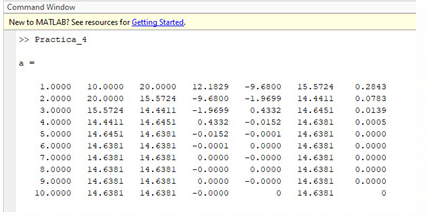 Command Window
New to MATLAB? See resources for Getting Started.
>> Practica_4
a =
1.0000 10.0000 20.0000 12.1829 -9.6800 15.5724 0.2843
2.0000 20.0000 15.5724 -9.6800 -1.9699 14.4411 0.0783
3.0000 15.5724 14.4411 -1.9699 0.4332 14.6451 0.0139
4.0000 14.4411 14.6451 0.4332 -0.0152 14.6381 0.0005
5.0000 14.6451 14.6381 -0.0152 -0.0001 14.6381 0.0000
6.0000 14.6381 14.6381 -0.0001 0.0000 14.6381 0.0000
7.0000 14.6381 14.6381 0.0000 -0.0000 14.6381 0.0000
8.0000 14.6381 14.6381 -0.0000 0.0000 14.6381 0.0000
9.0000 14.6381 14.6381 0.0000 -0.0000 14.6381 0.0000
10.0000 14.6381 14.6381 -0.0000 0 14.6381 0